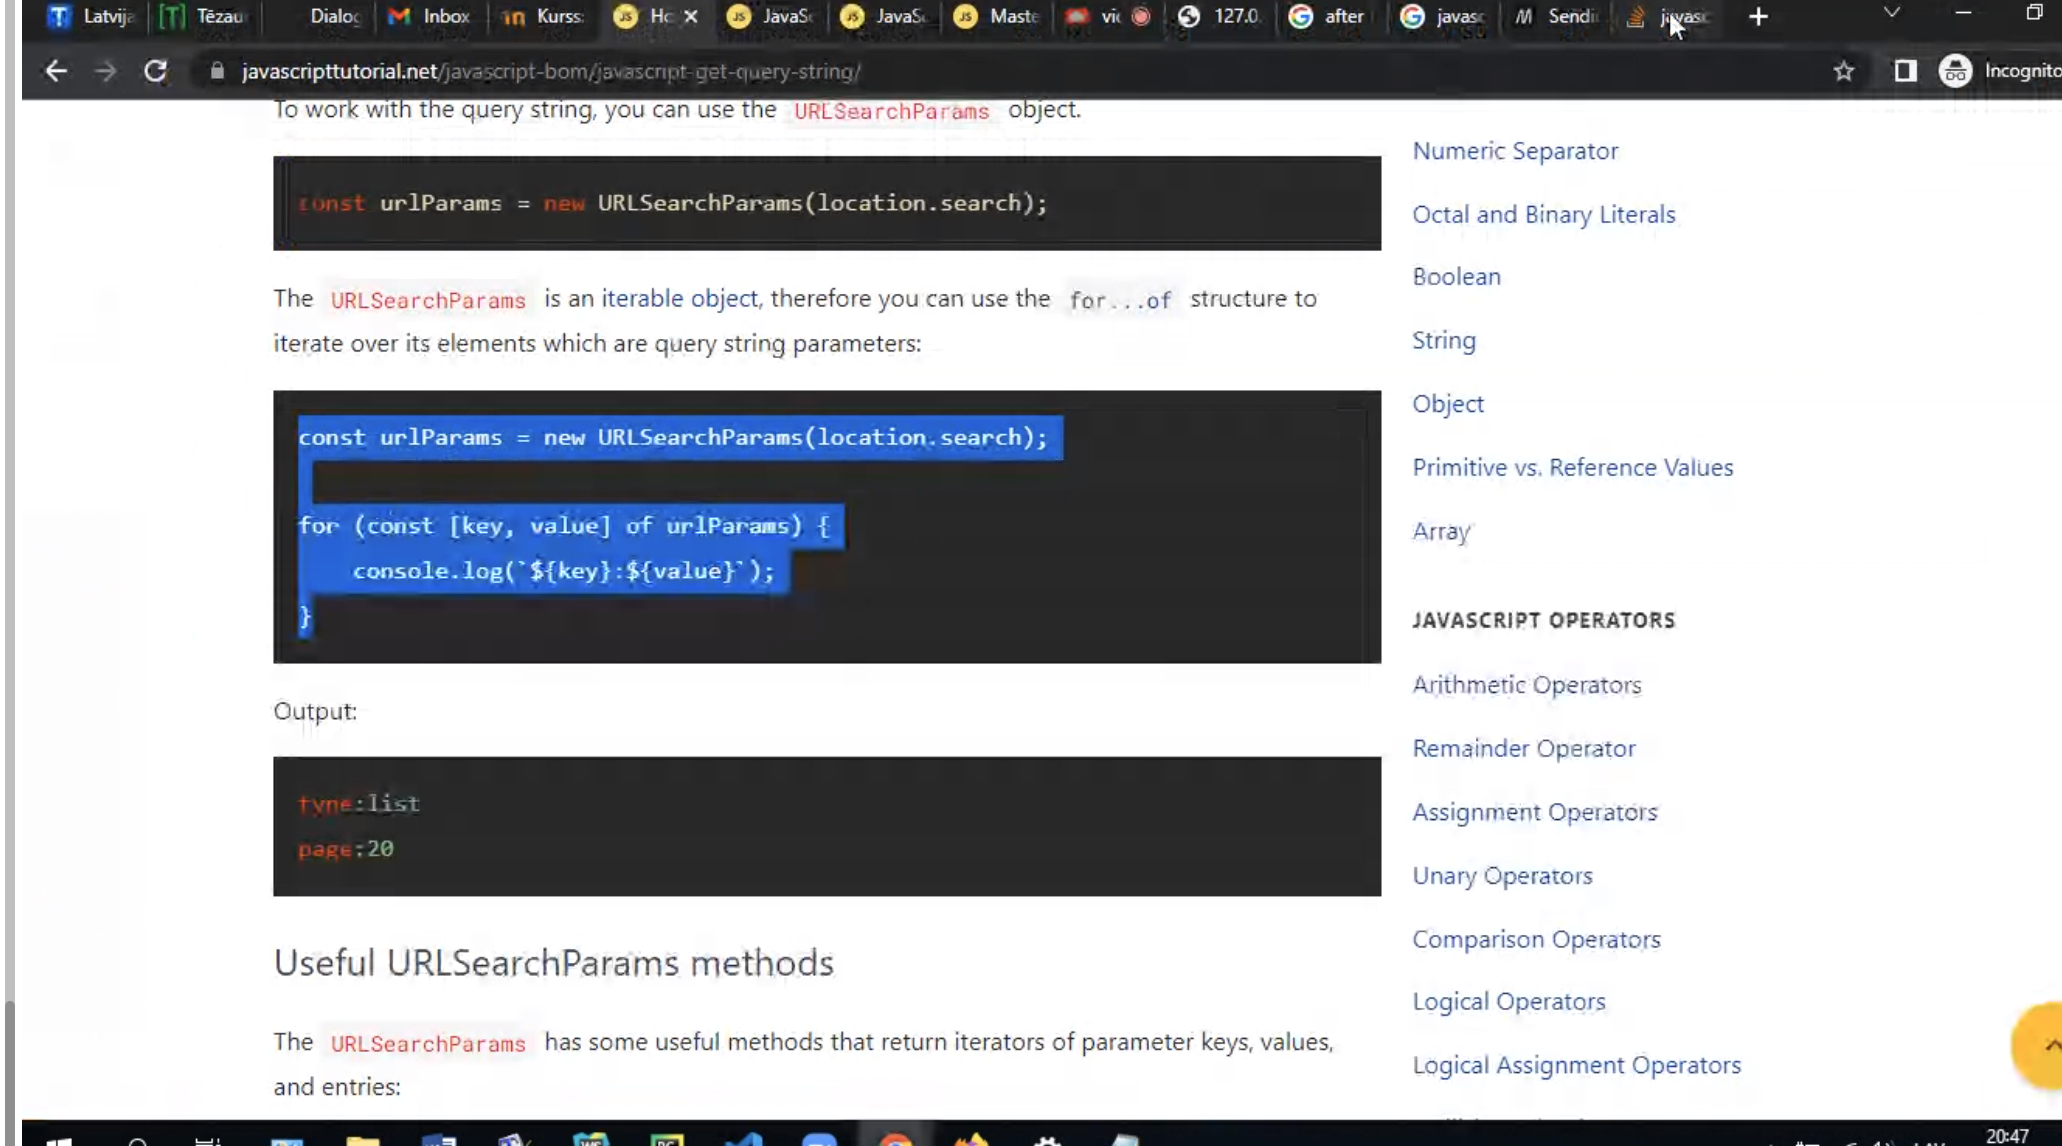 Latvija
Tēzau
Dialog
Inbox
Kurss:
Ho
JavaSc
JavaSc
Maste
vic
127.0.
after
javasc
Sendi
javasc
javascripttutorial.net/javascript-bom/javascript-get-query-string/
Incognito
To work with the query string, you can use the URLSearchParams object.
const urlParams = new URLSearchParams(location.search);
The URLSearchParams is an iterable object, therefore you can use the for...of structure to
iterate over its elements which are query string parameters:
const urlParams = new URLSearchParams(location.search);
for (const [key, value] of urlParams) {
console.log(`${key}:${value}`);
}
Output:
type:list
page:20
Useful URLSearchParams methods
The URLSearchParams has some useful methods that return iterators of parameter keys, values,
and entries:
Numeric Separator
Octal and Binary Literals
Boolean
String
Object
Primitive vs. Reference Values
Array
JAVASCRIPT OPERATORS
Arithmetic Operators
Remainder Operator
Assignment Operators
Unary Operators
Comparison Operators
Logical Operators
Logical Assignment Operators
20:47